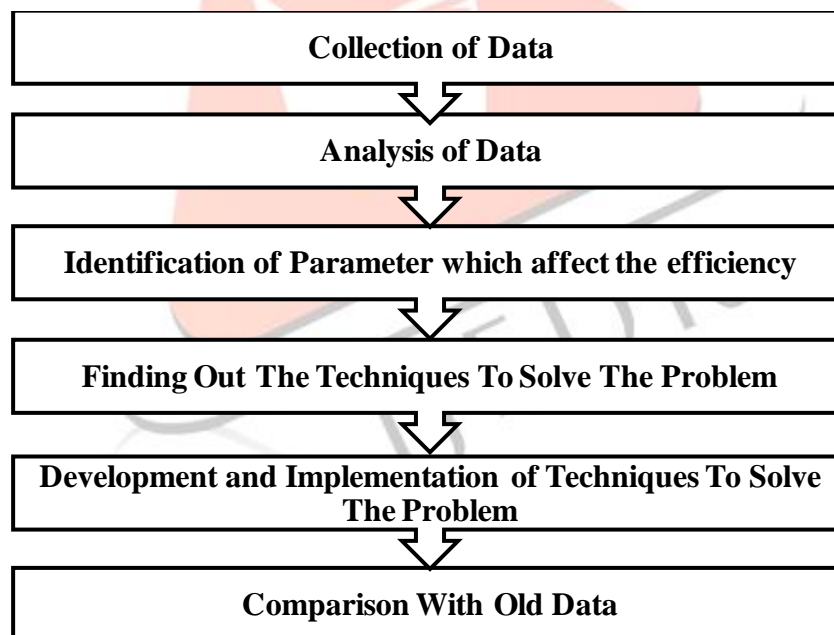 Collection of Data
Analysis of Data
Identification of Parameter which affect the efficiency
Finding Out The Techniques To Solve The Problem
Development and Implementation of Techniques To Solve
The Problem
Comparison With Old Data